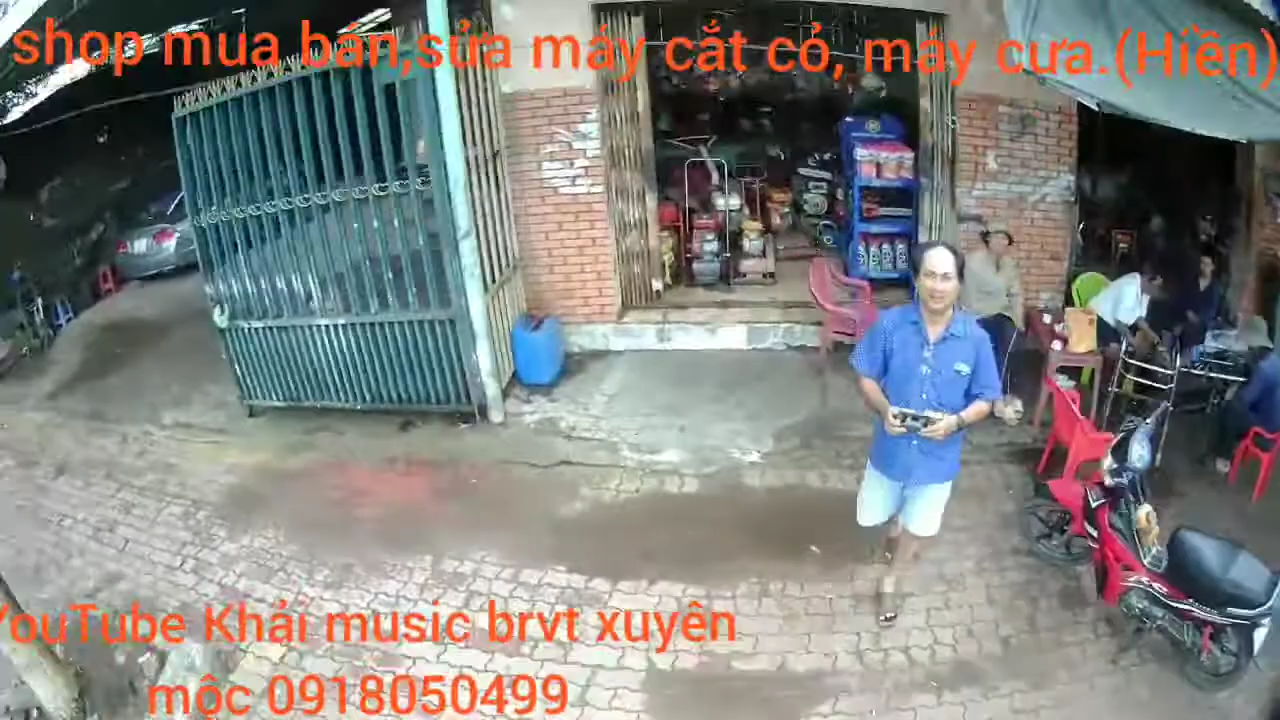 shop mua bán,sửa máy cắt cỏ, máy cưa.(Hiền)
YouTube Khải music brvt xuyên
mộc 0918050499